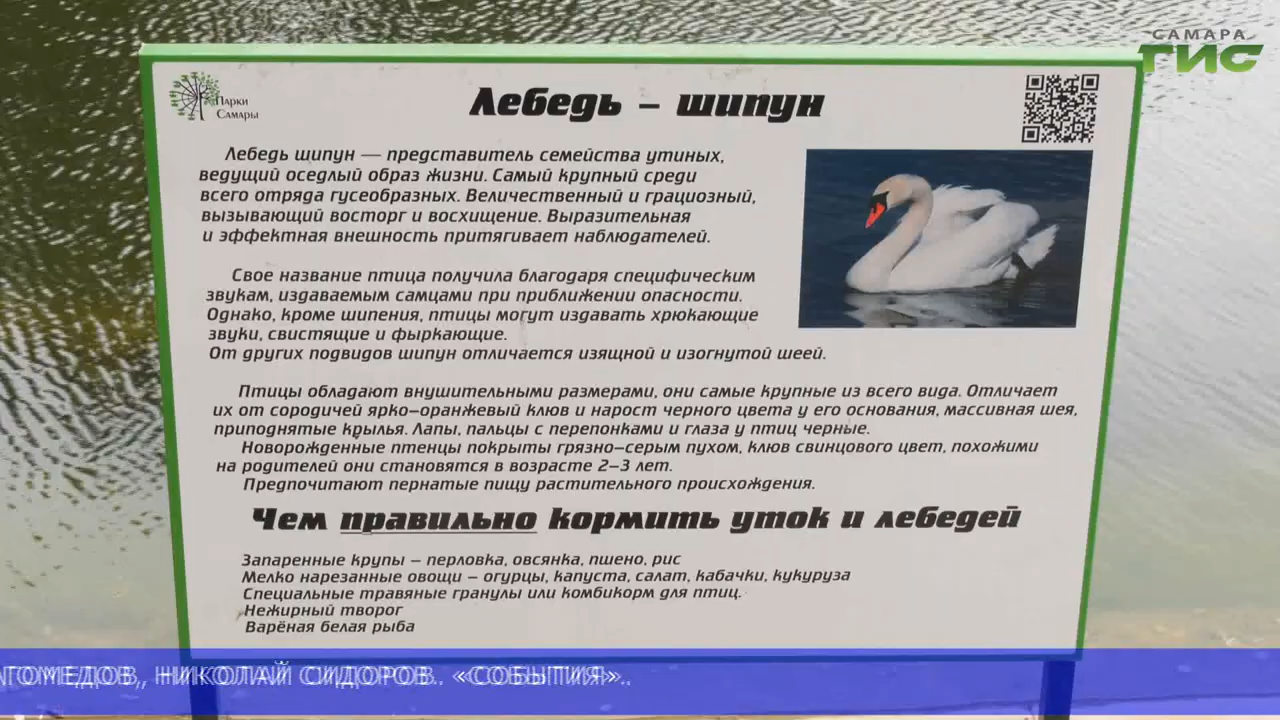 САМАРА
ГИС
Парки
Самары
Лебедь – шипун
Лебедь шипун — представитель семейства утиных,
ведущий оседлый образ жизни. Самый крупный среди
всего отряда гусеобразных. Величественный и грациозный,
вызывающий восторг и восхищение. Выразительная
и эффектная внешность притягивает наблюдателей.
Свое название птица получила благодаря специфическим
звукам, издаваемым самцами при приближении опасности.
Однако, кроме шипения, птицы могут издавать хрюкающие
звуки, свистящие и фыркающие.
От других подвидов шипун отличается изящной и изогнутой шеей.
Птицы обладают внушительными размерами, они самые крупные из всего вида. Отличает
их от сородичей ярко–оранжевый клюв и нарост черного цвета у его основания, массивная шея,
приподнятые крылья. Лапы, пальцы с перепонками и глаза у птиц черные.
Новорожденные птенцы покрыты грязно–серым пухом, клюв свинцового цвет, похожими
на родителей они становятся в возрасте 2–3 лет.
Предпочитают пернатые пищу растительного происхождения.
Чем правильно кормить уток и лебедей
Запаренные крупы – перловка, овсянка, пшено, рис
Мелко нарезанные овощи – огурцы, капуста, салат, кабачки, кукуруза
Специальные травяные гранулы или комбикорм для птиц.
Нежирный творог
Варёная белая рыба
АГОМЕДОВ, НИКОЛАЙ СИДОРОВ. «СОБЫТИЯ».